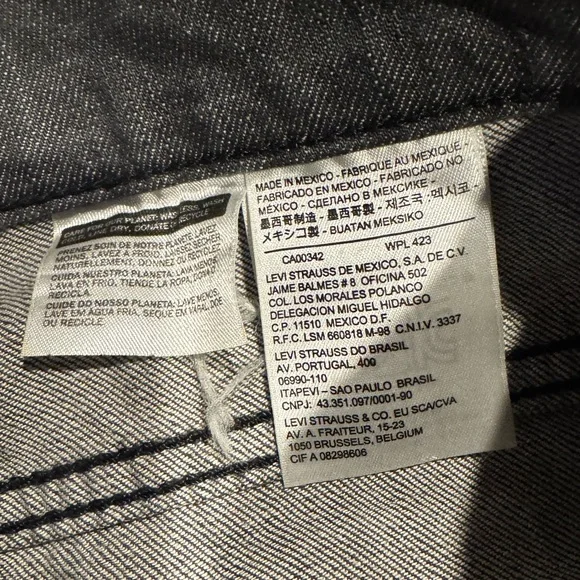 CARE FOR OUR PLANET: WASH LESS, WASH
COLD, LINE DRY, DONATE OR RECYCLE
PRENEZ SOIN DE NOTRE PLANETE, LAVEZ
MOINS, LAVEZ À FROID, LAISSEZ SÉCHER
NATURELLEMENT, DONNEZ OU RECYCLEZ
CUIDA NUESTRO PLANETA: LAVA MENOS,
LAVA EN FRIO, TIENDE LA ROPA, DONA O
RECICLA
CUIDE DO NOSSO PLANETA: LAVE MENOS,
LAVE EM ÁGUA FRIA, SEQUE EM VARAL, DOE
OU RECICLE
MADE IN MEXICO - FABRIQUE AU MEXIQUE -
FABRICADO EN MEXICO - FABRICADO NO
MÉXICO - СДЕЛАНО В МЕКСИКЕ -
墨西哥制造 - 墨西哥製 - 제조국 :멕시코 -
メキシコ製 - BUATAN MEKSIKO
CA00342 WPL 423
LEVI STRAUSS DE MEXICO, S.A. DE C.V.
JAIME BALMES # 8 OFICINA 502
COL. LOS MORALES POLANCO
DELEGACION MIGUEL HIDALGO
C.P. 11510 MEXICO D.F.
R.F.C. LSM 660818 M-98 C.N.I.V. 3337
LEVI STRAUSS DO BRASIL
AV. PORTUGAL, 400
06990-110
ITAPEVI – SAO PAULO BRASIL
CNPJ: 43.351.097/0001-90
LEVI STRAUSS & CO. EU SCA/CVA
AV. A. FRAITEUR, 15-23
1050 BRUSSELS, BELGIUM
CIF A 08298606